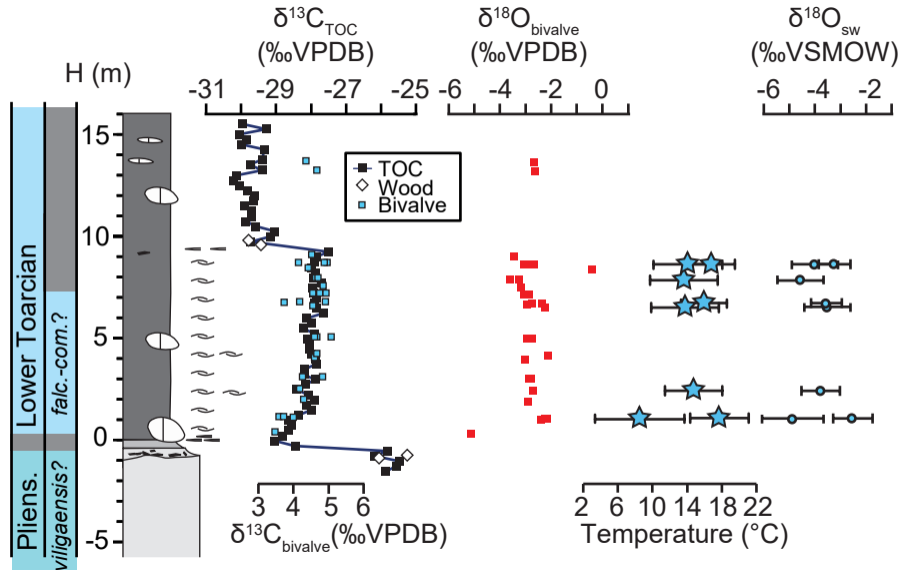 δ13CTOC
(‰VPDB)
δ18Obivalve
(‰VPDB)
δ18Osw
(‰VSMOW)
H (m)
-31 -29 -27 -25
-6 -4 -2 0
-6 -4 -2
15
10
5
0
-5
TOC
Wood
Bivalve
Lower Toarcian
falc.-com.?
Pliens.
viligaensis?
3 4 5 6
δ13Cbivalve(‰VPDB)
2 6 10 14 18 22
Temperature (°C)